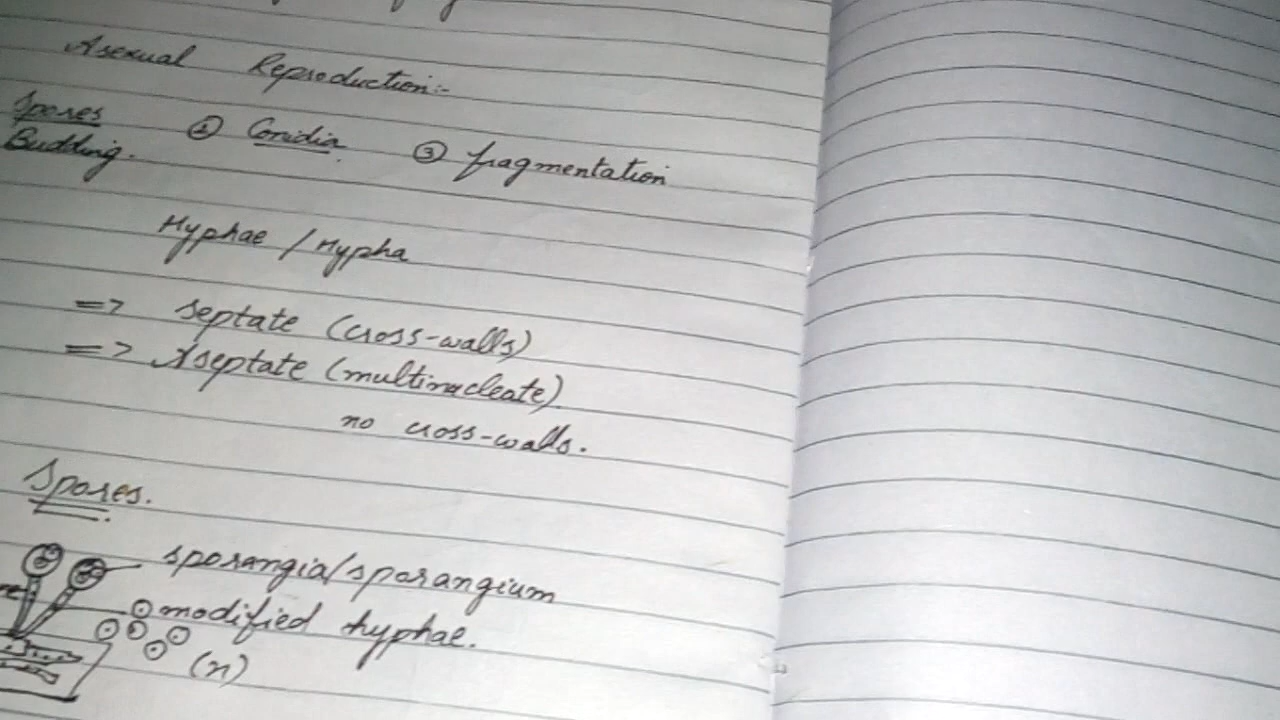 Asexual Reproduction:-
Spores ② Conidia ③ fragmentation
Budding.
Hyphae / Hypha
=> septate (cross-walls)
=> Aseptate (multinucleate)
no cross-walls.
Spores.
sporangia/sporangium
modified hyphae.
(n)